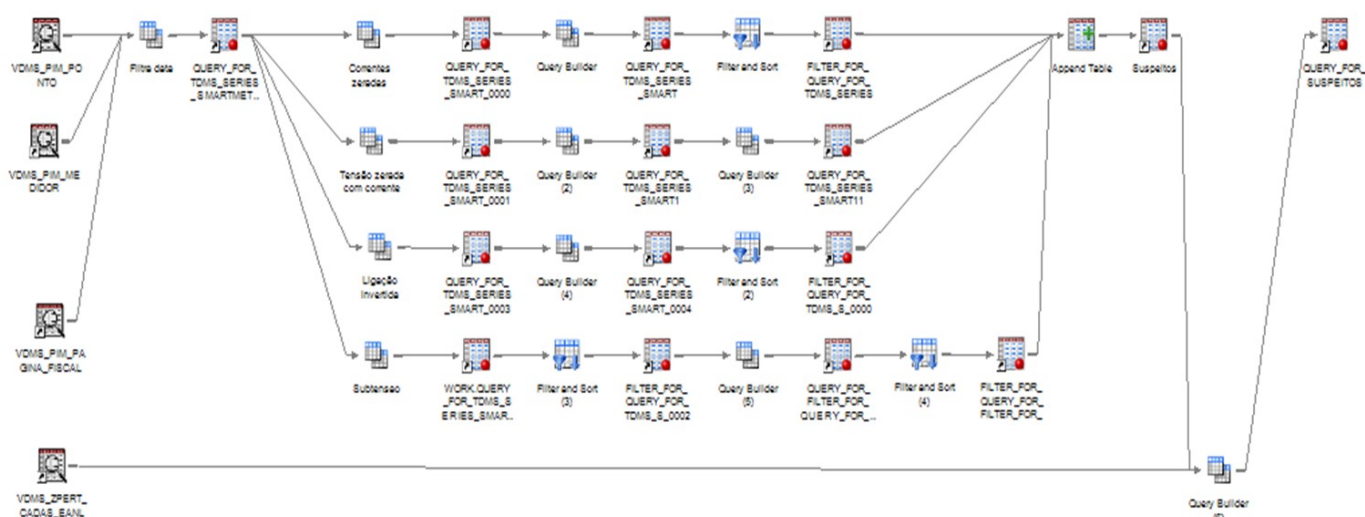 VDMS_PIM_PO
NTO
Filtra data
QUERY_FOR_
TDMS_SERIES
_SMARTMET...
Correntes
zeradas
QUERY_FOR_
TDMS_SERIES
_SMART_0000
Query Builder
QUERY_FOR_
TDMS_SERIES
_SMART
Filter and Sort
FILTER_FOR_
QUERY_FOR_
TDMS_SERIES
Append Table
Suspeitos
QUERY_FOR_
SUSPEITOS
VDMS_PIM_ME
DIDOR
Tensão zerada
com corrente
QUERY_FOR_
TDMS_SERIES
_SMART_0001
Query Builder
(2)
QUERY_FOR_
TDMS_SERIES
_SMART1
Query Builder
(3)
QUERY_FOR_
TDMS_SERIES
_SMART11
Ligação
Invertida
QUERY_FOR_
TDMS_SERIES
_SMART_0003
Query Builder
(4)
QUERY_FOR_
TDMS_SERIES
_SMART_0004
Filter and Sort
(2)
FILTER_FOR_
QUERY_FOR_
TDMS_S_0000
VDMS_PIM_PA
GINA_FISCAL
Subtensao
WORK.QUERY
_FOR_TDMS_S
ERIES_SMAR...
Filter and Sort
(3)
FILTER_FOR_
QUERY_FOR_
TDMS_S_0002
Query Builder
(5)
QUERY_FOR_
FILTER_FOR_
QUERY_FOR_...
Filter and Sort
(4)
FILTER_FOR_
QUERY_FOR_
FILTER_FOR_
VDMS_ZPERT_
CADAS_EANL
Query Builder